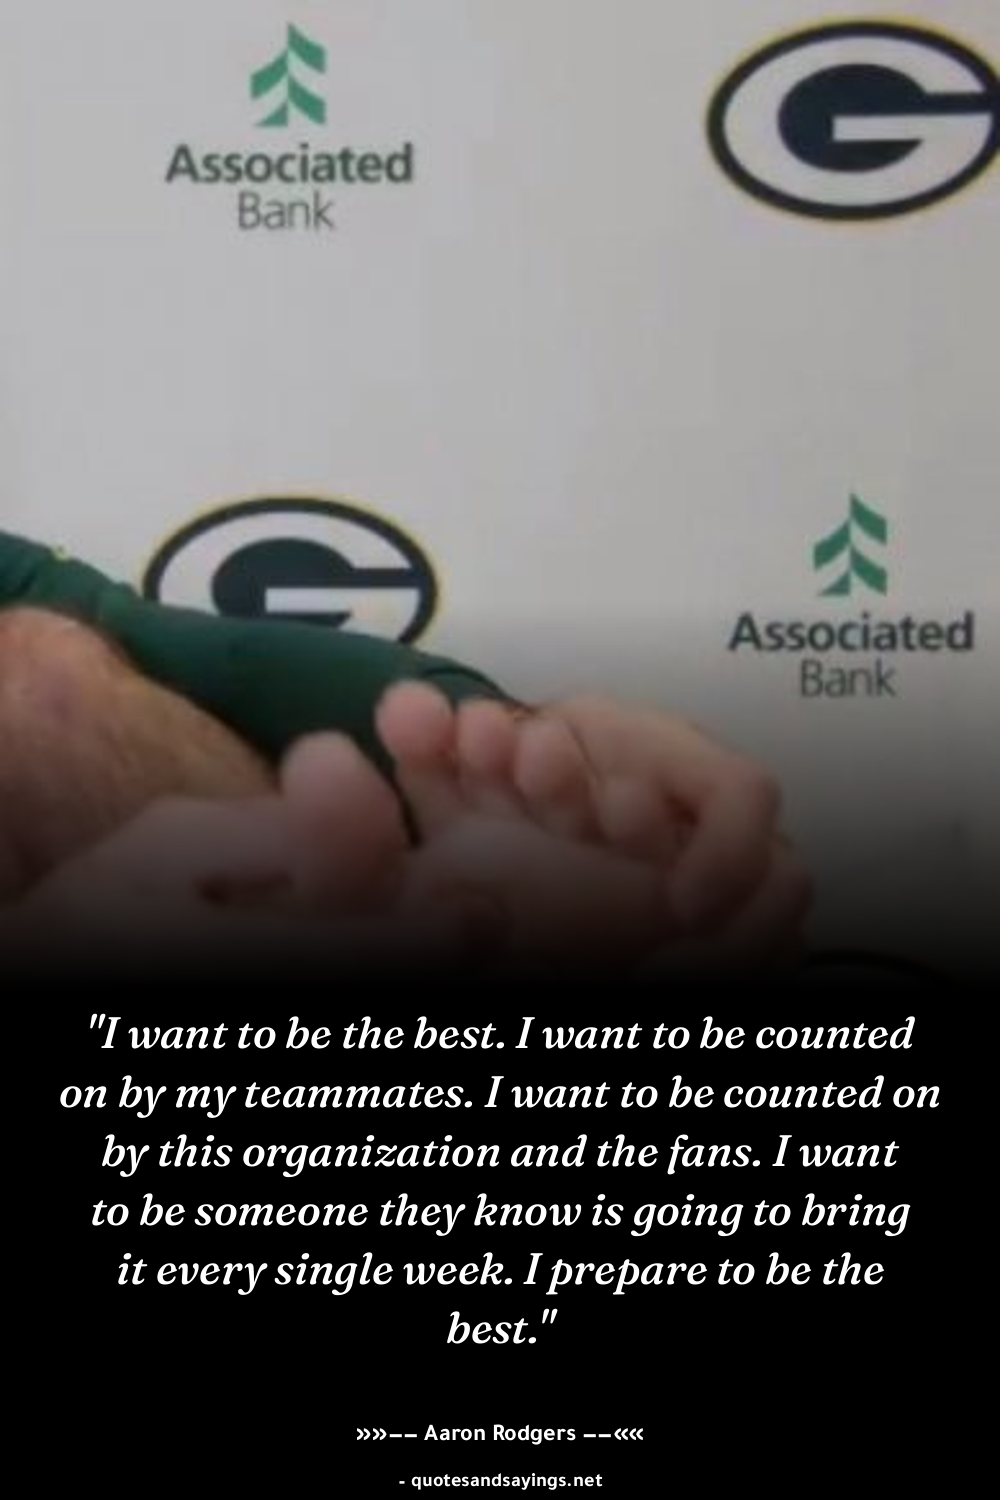 Associated
Bank
G
G
Associated
Bank
"I want to be the best. I want to be counted
on by my teammates. I want to be counted on
by this organization and the fans. I want
to be someone they know is going to bring
it every single week. I prepare to be the
best."
»»−− Aaron Rodgers −−««
- quotesandsayings.net